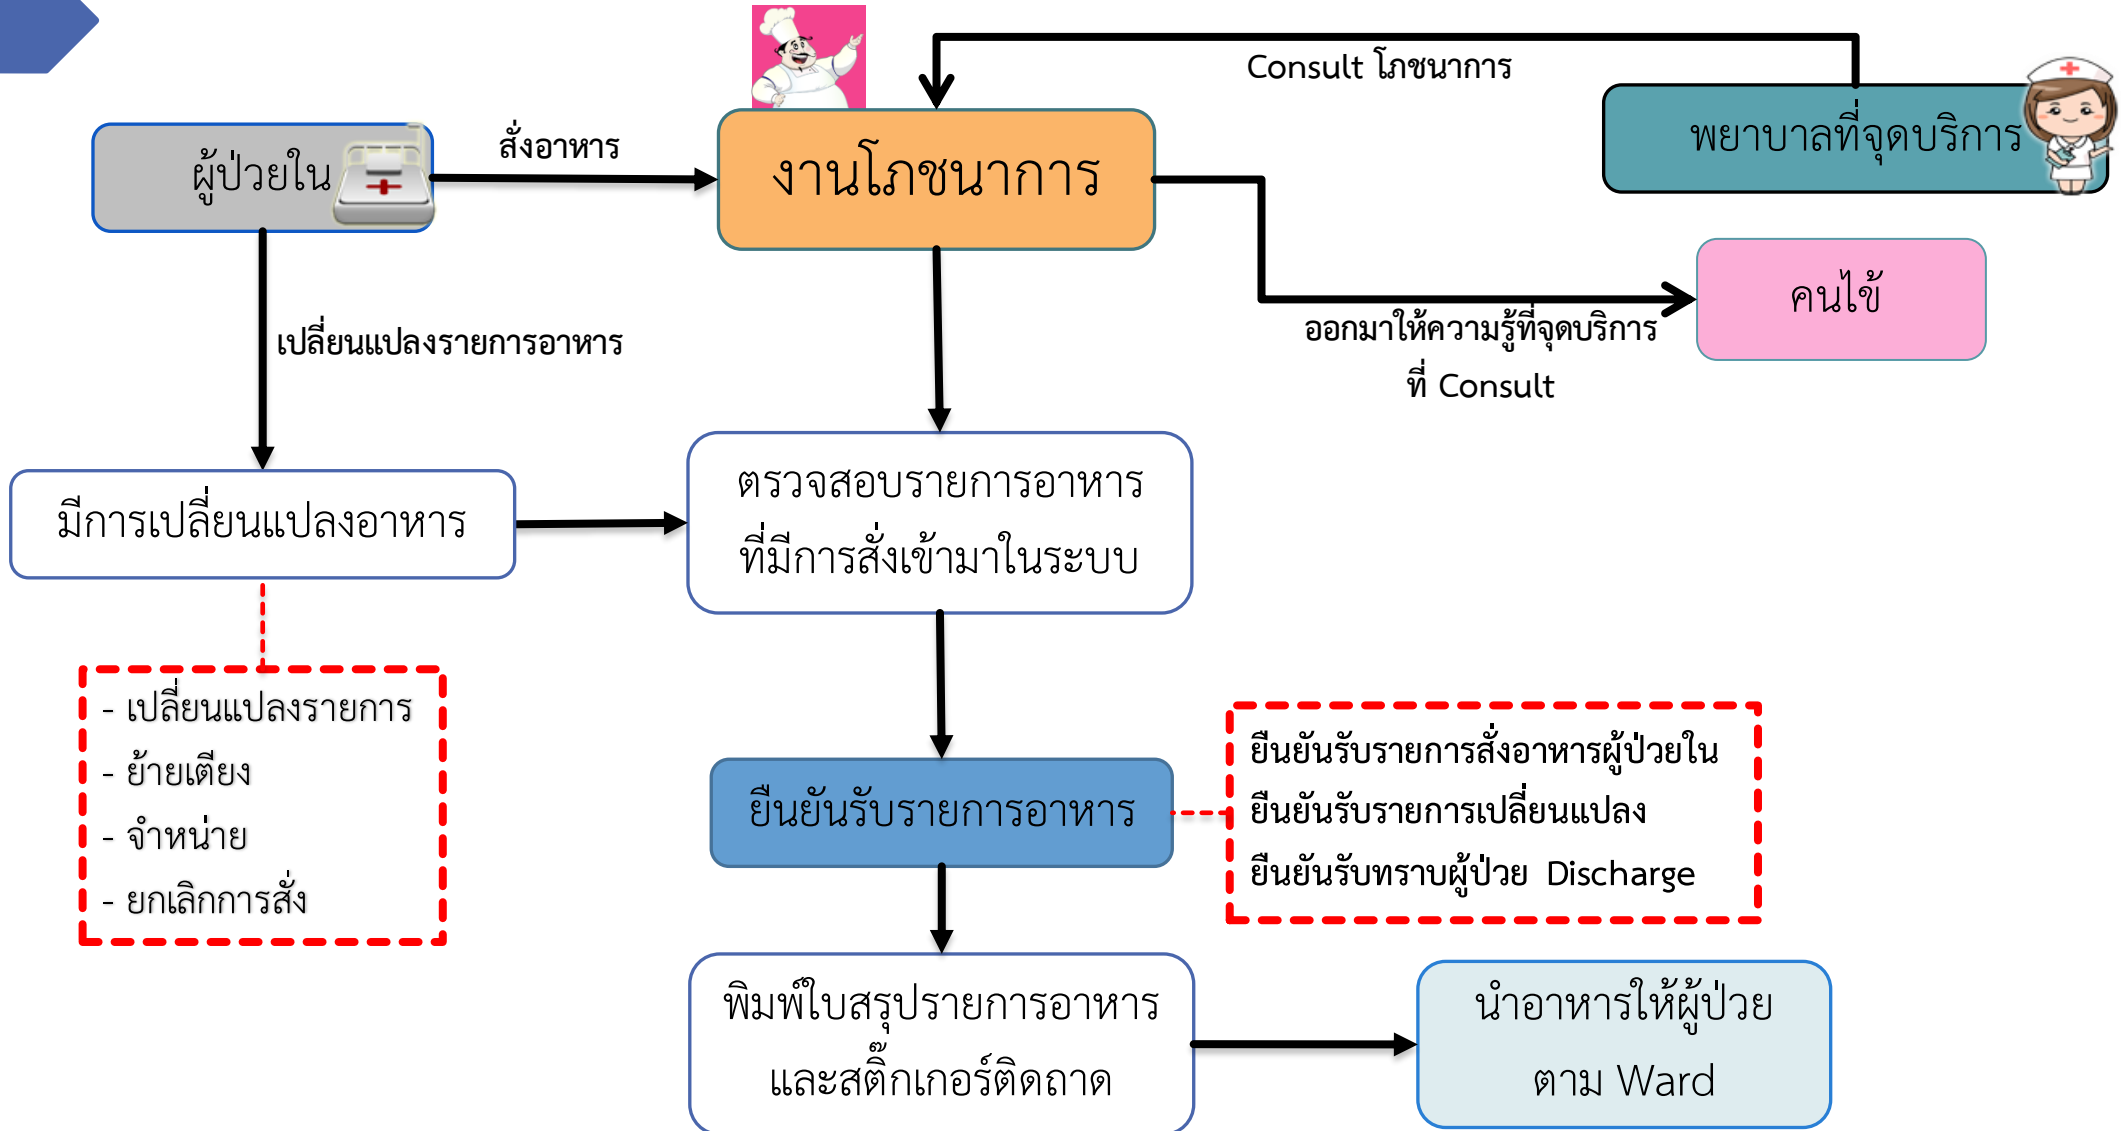 Consult โภชนาการ
พยาบาลที่จุดบริการ
ผู้ป่วยใน
สั่งอาหาร
งานโภชนาการ
คนไข้
ออกมาให้ความรู้ที่จุดบริการ
ที่ Consult
เปลี่ยนแปลงรายการอาหาร
มีการเปลี่ยนแปลงอาหาร
ตรวจสอบรายการอาหาร
ที่มีการสั่งเข้ามาในระบบ
- เปลี่ยนแปลงรายการ
- ย้ายเตียง
- จำหน่าย
- ยกเลิกการสั่ง
ยืนยันรับรายการอาหาร
ยืนยันรับรายการสั่งอาหารผู้ป่วยใน
ยืนยันรับรายการเปลี่ยนแปลง
ยืนยันรับทราบผู้ป่วย Discharge
พิมพ์ใบสรุปรายการอาหาร
และสติ๊กเกอร์ติดถาด
นำอาหารให้ผู้ป่วย
ตาม Ward